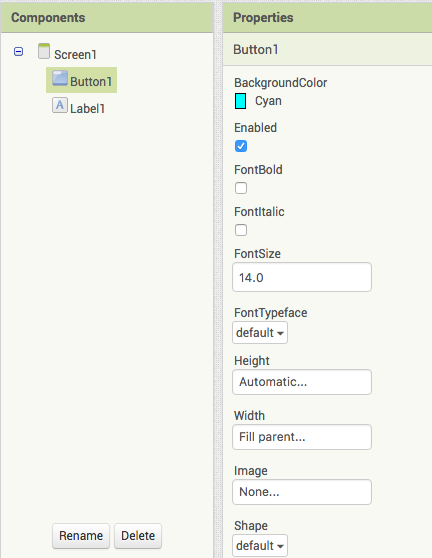 Components
Screen1
Button1
A Label1
Rename Delete
Properties
Button1
BackgroundColor
Cyan
Enabled
FontBold
FontItalic
FontSize
14.0
FontTypeface
default
Height
Automatic...
Width
Fill parent...
Image
None...
Shape
default